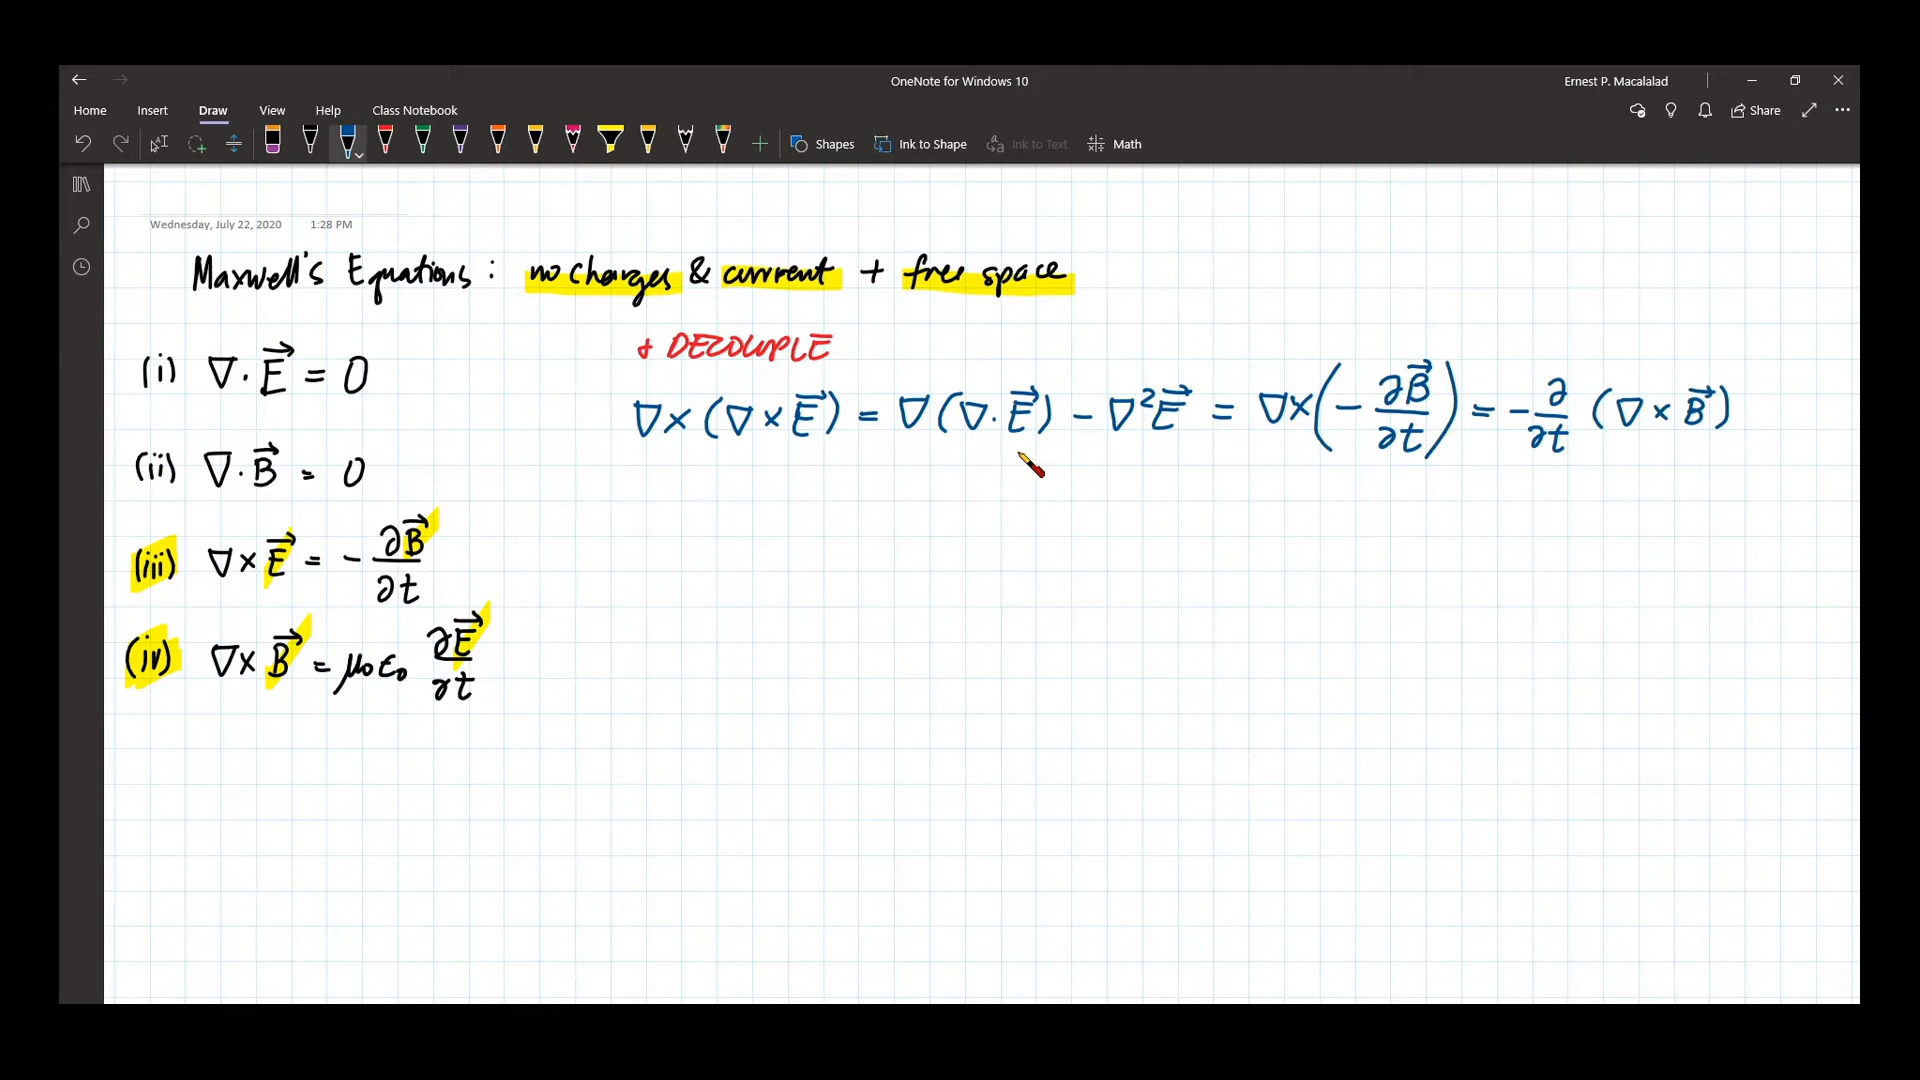 OneNote for Windows 10
Ernest P. Macalalad
Home Insert Draw View Help Class Notebook
Share
Shapes Ink to Shape Ink to Text Math
Wednesday, July 22, 2020 1:28 PM
Maxwell's Equations : no charges & current + free space
+ DECOUPLE
(i) ∇·E⃗ = 0
∇×(∇×E⃗) = ∇(∇·E⃗) − ∇²E⃗ = ∇×(−∂B⃗/∂t) = −∂/∂t (∇×B⃗)
(ii) ∇·B⃗ = 0
(iii) ∇×E⃗ = −∂B⃗/∂t
(iv) ∇×B⃗ = μ₀ε₀ ∂E⃗/∂t